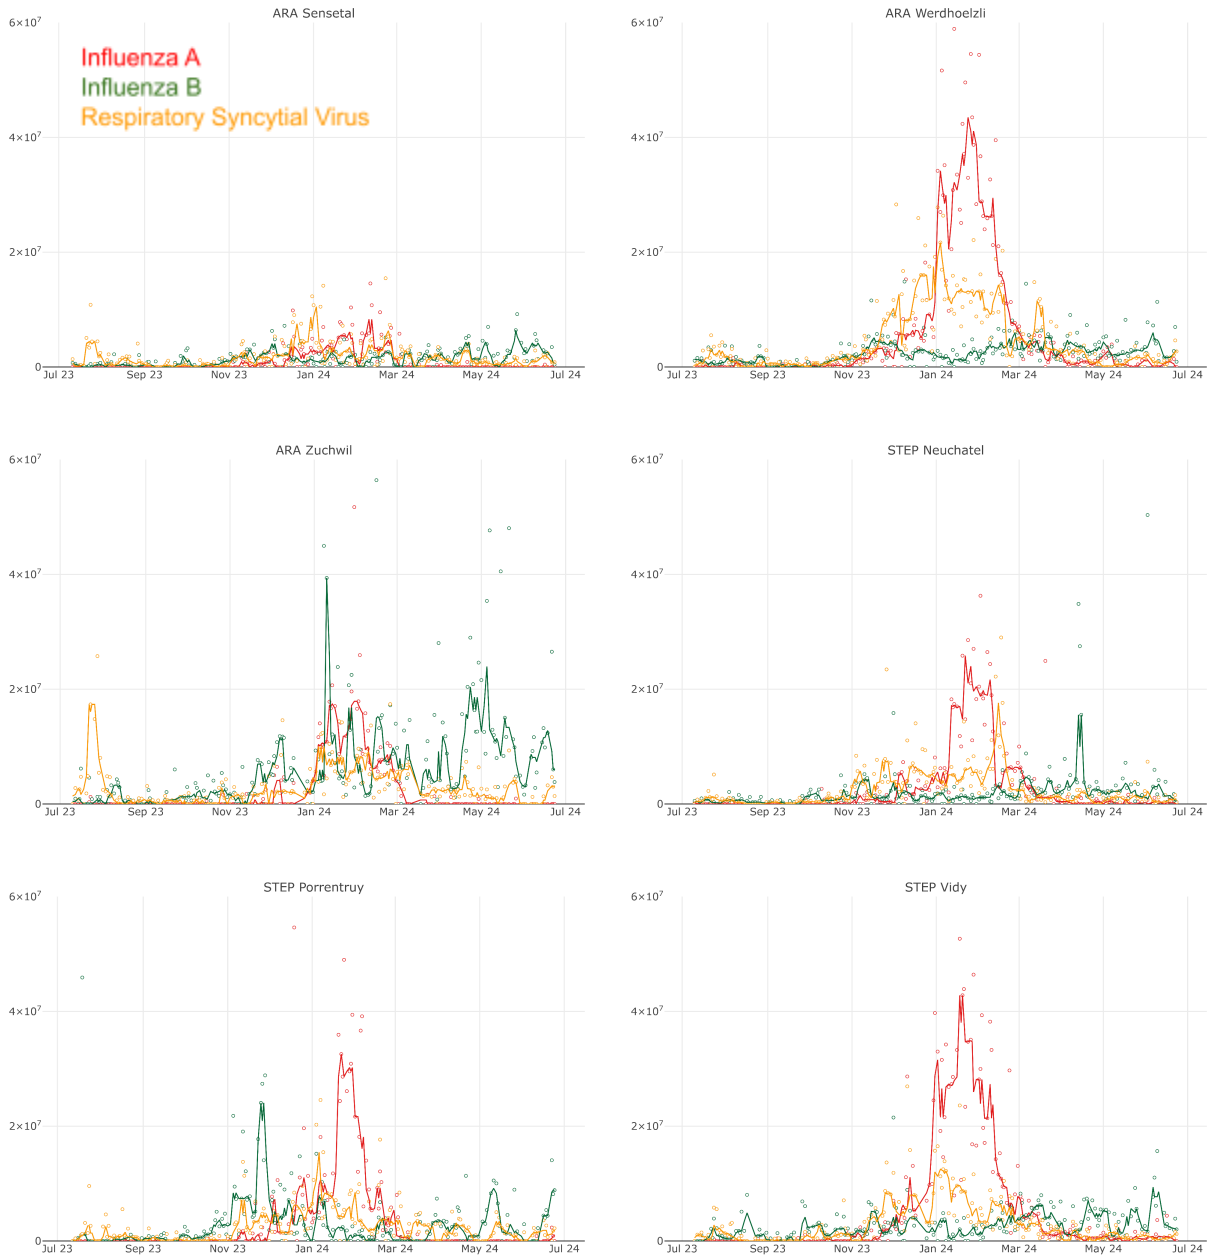 ARA Sensetal
6×10⁷
4×10⁷
2×10⁷
0
Influenza A
Influenza B
Respiratory Syncytial Virus
Jul 23 Sep 23 Nov 23 Jan 24 Mar 24 May 24 Jul 24
ARA Werdhoelzli
6×10⁷
4×10⁷
2×10⁷
0
Jul 23 Sep 23 Nov 23 Jan 24 Mar 24 May 24 Jul 24
ARA Zuchwil
6×10⁷
4×10⁷
2×10⁷
0
Jul 23 Sep 23 Nov 23 Jan 24 Mar 24 May 24 Jul 24
STEP Neuchatel
6×10⁷
4×10⁷
2×10⁷
0
Jul 23 Sep 23 Nov 23 Jan 24 Mar 24 May 24 Jul 24
STEP Porrentruy
6×10⁷
4×10⁷
2×10⁷
0
Jul 23 Sep 23 Nov 23 Jan 24 Mar 24 May 24 Jul 24
STEP Vidy
6×10⁷
4×10⁷
2×10⁷
0
Jul 23 Sep 23 Nov 23 Jan 24 Mar 24 May 24 Jul 24